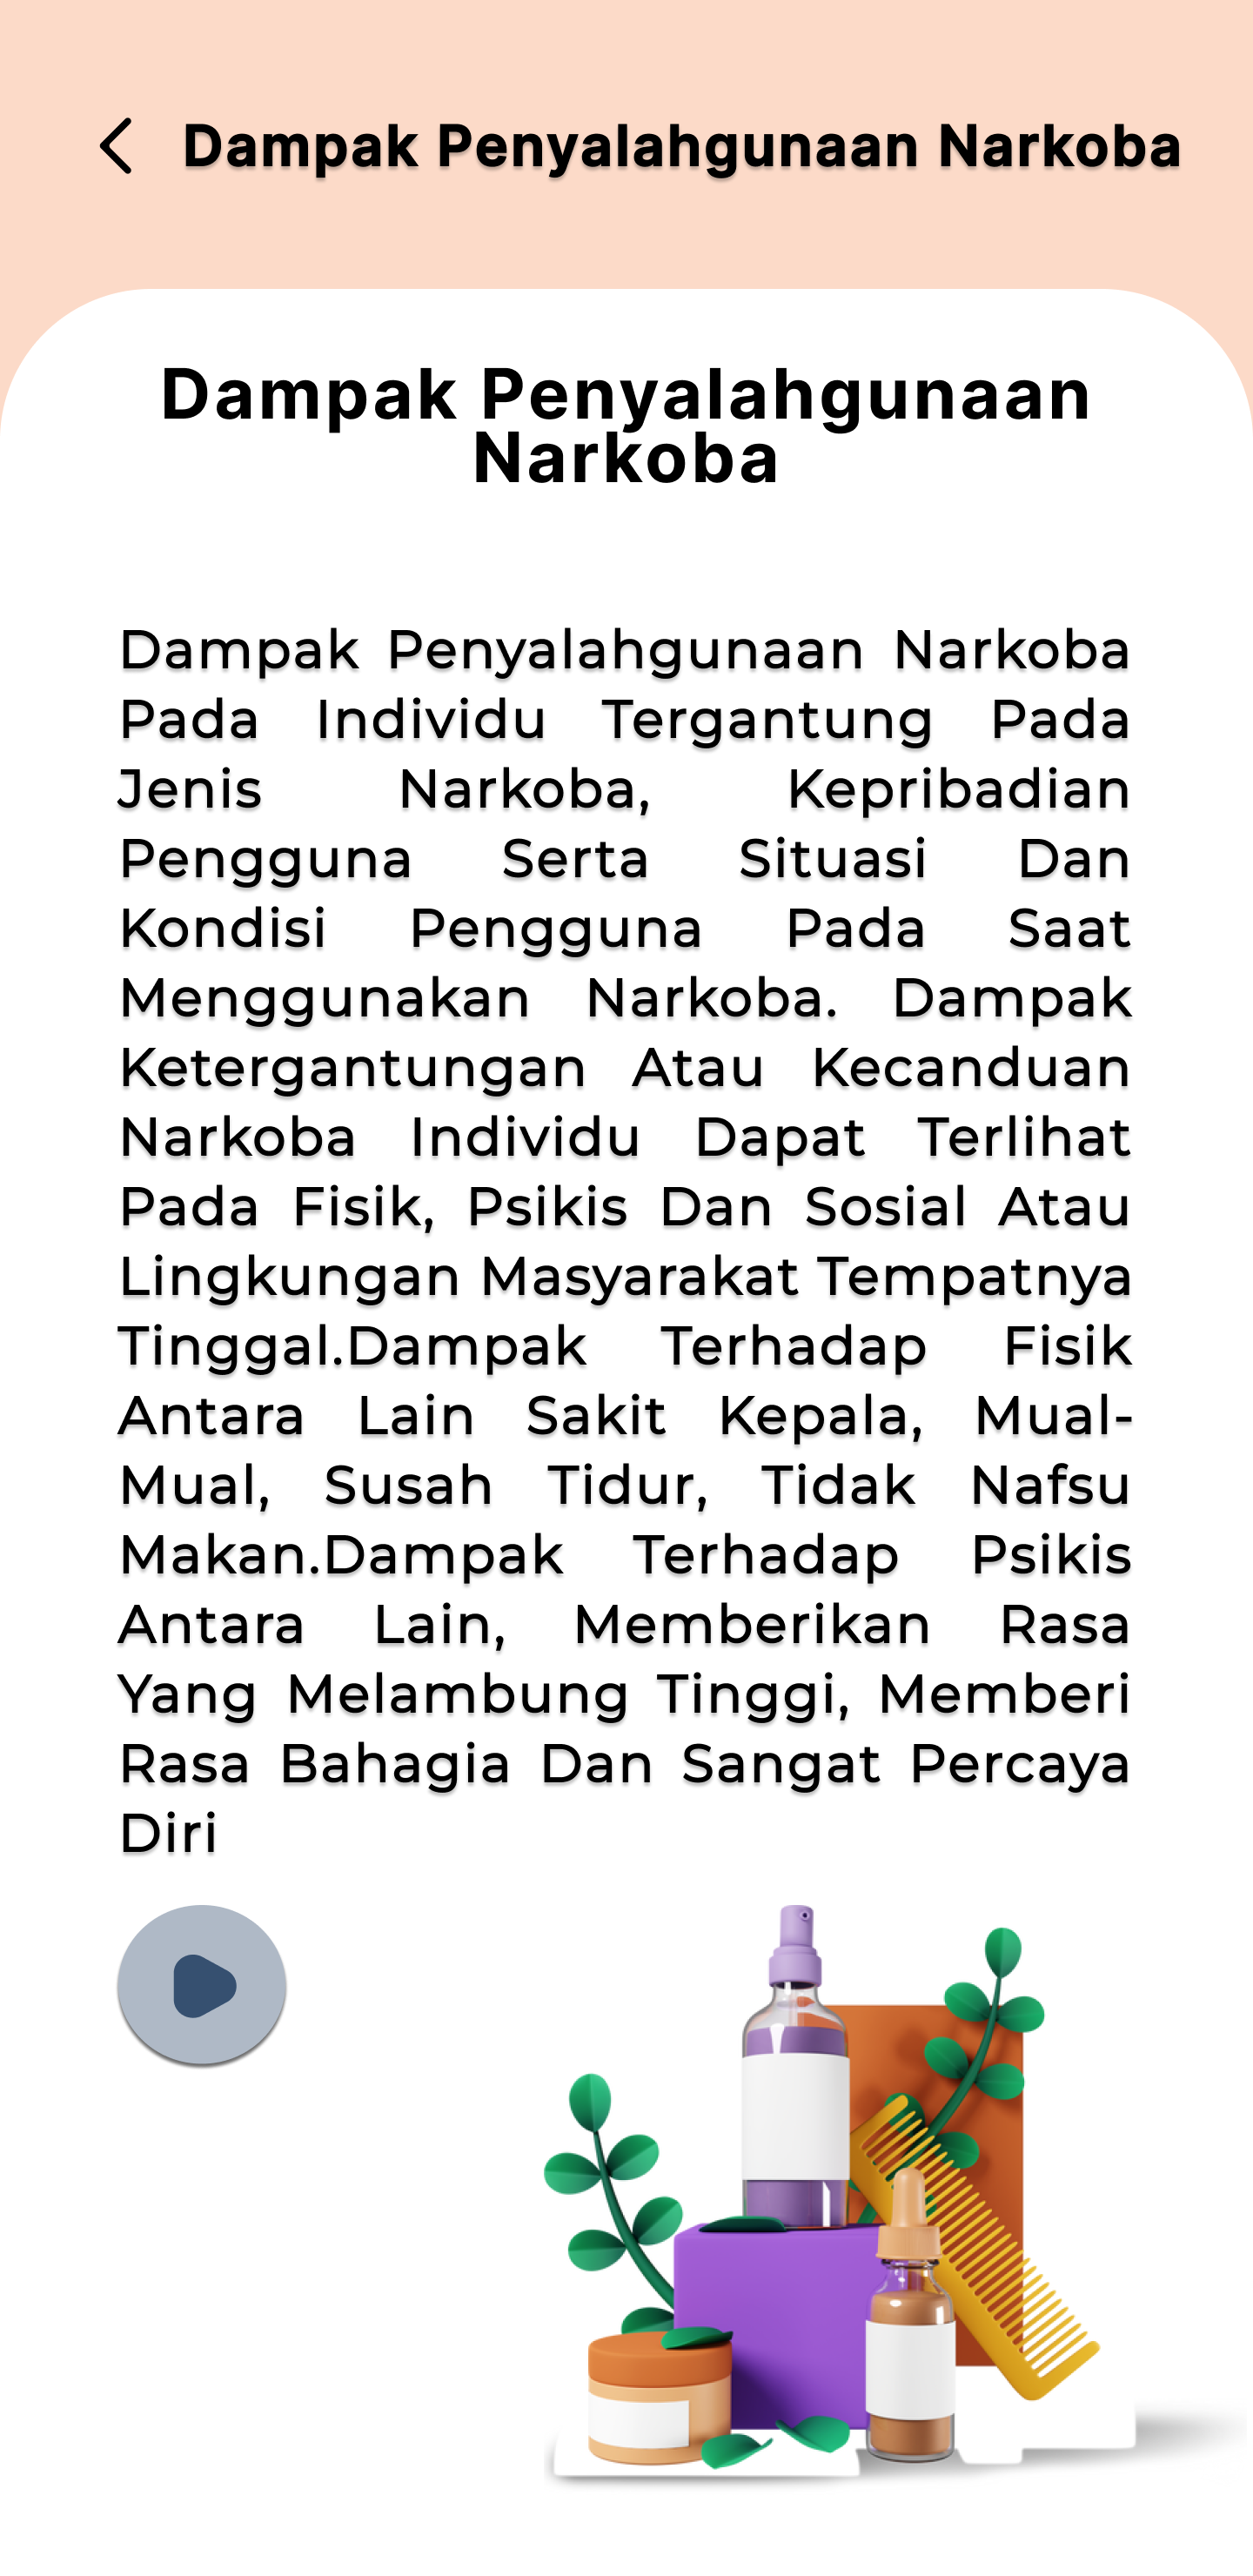 Dampak Penyalahgunaan Narkoba
Dampak Penyalahgunaan
Narkoba
Dampak Penyalahgunaan Narkoba
Pada Individu Tergantung Pada
Jenis Narkoba, Kepribadian
Pengguna Serta Situasi Dan
Kondisi Pengguna Pada Saat
Menggunakan Narkoba. Dampak
Ketergantungan Atau Kecanduan
Narkoba Individu Dapat Terlihat
Pada Fisik, Psikis Dan Sosial Atau
Lingkungan Masyarakat Tempatnya
Tinggal.Dampak Terhadap Fisik
Antara Lain Sakit Kepala, Mual-
Mual, Susah Tidur, Tidak Nafsu
Makan.Dampak Terhadap Psikis
Antara Lain, Memberikan Rasa
Yang Melambung Tinggi, Memberi
Rasa Bahagia Dan Sangat Percaya
Diri